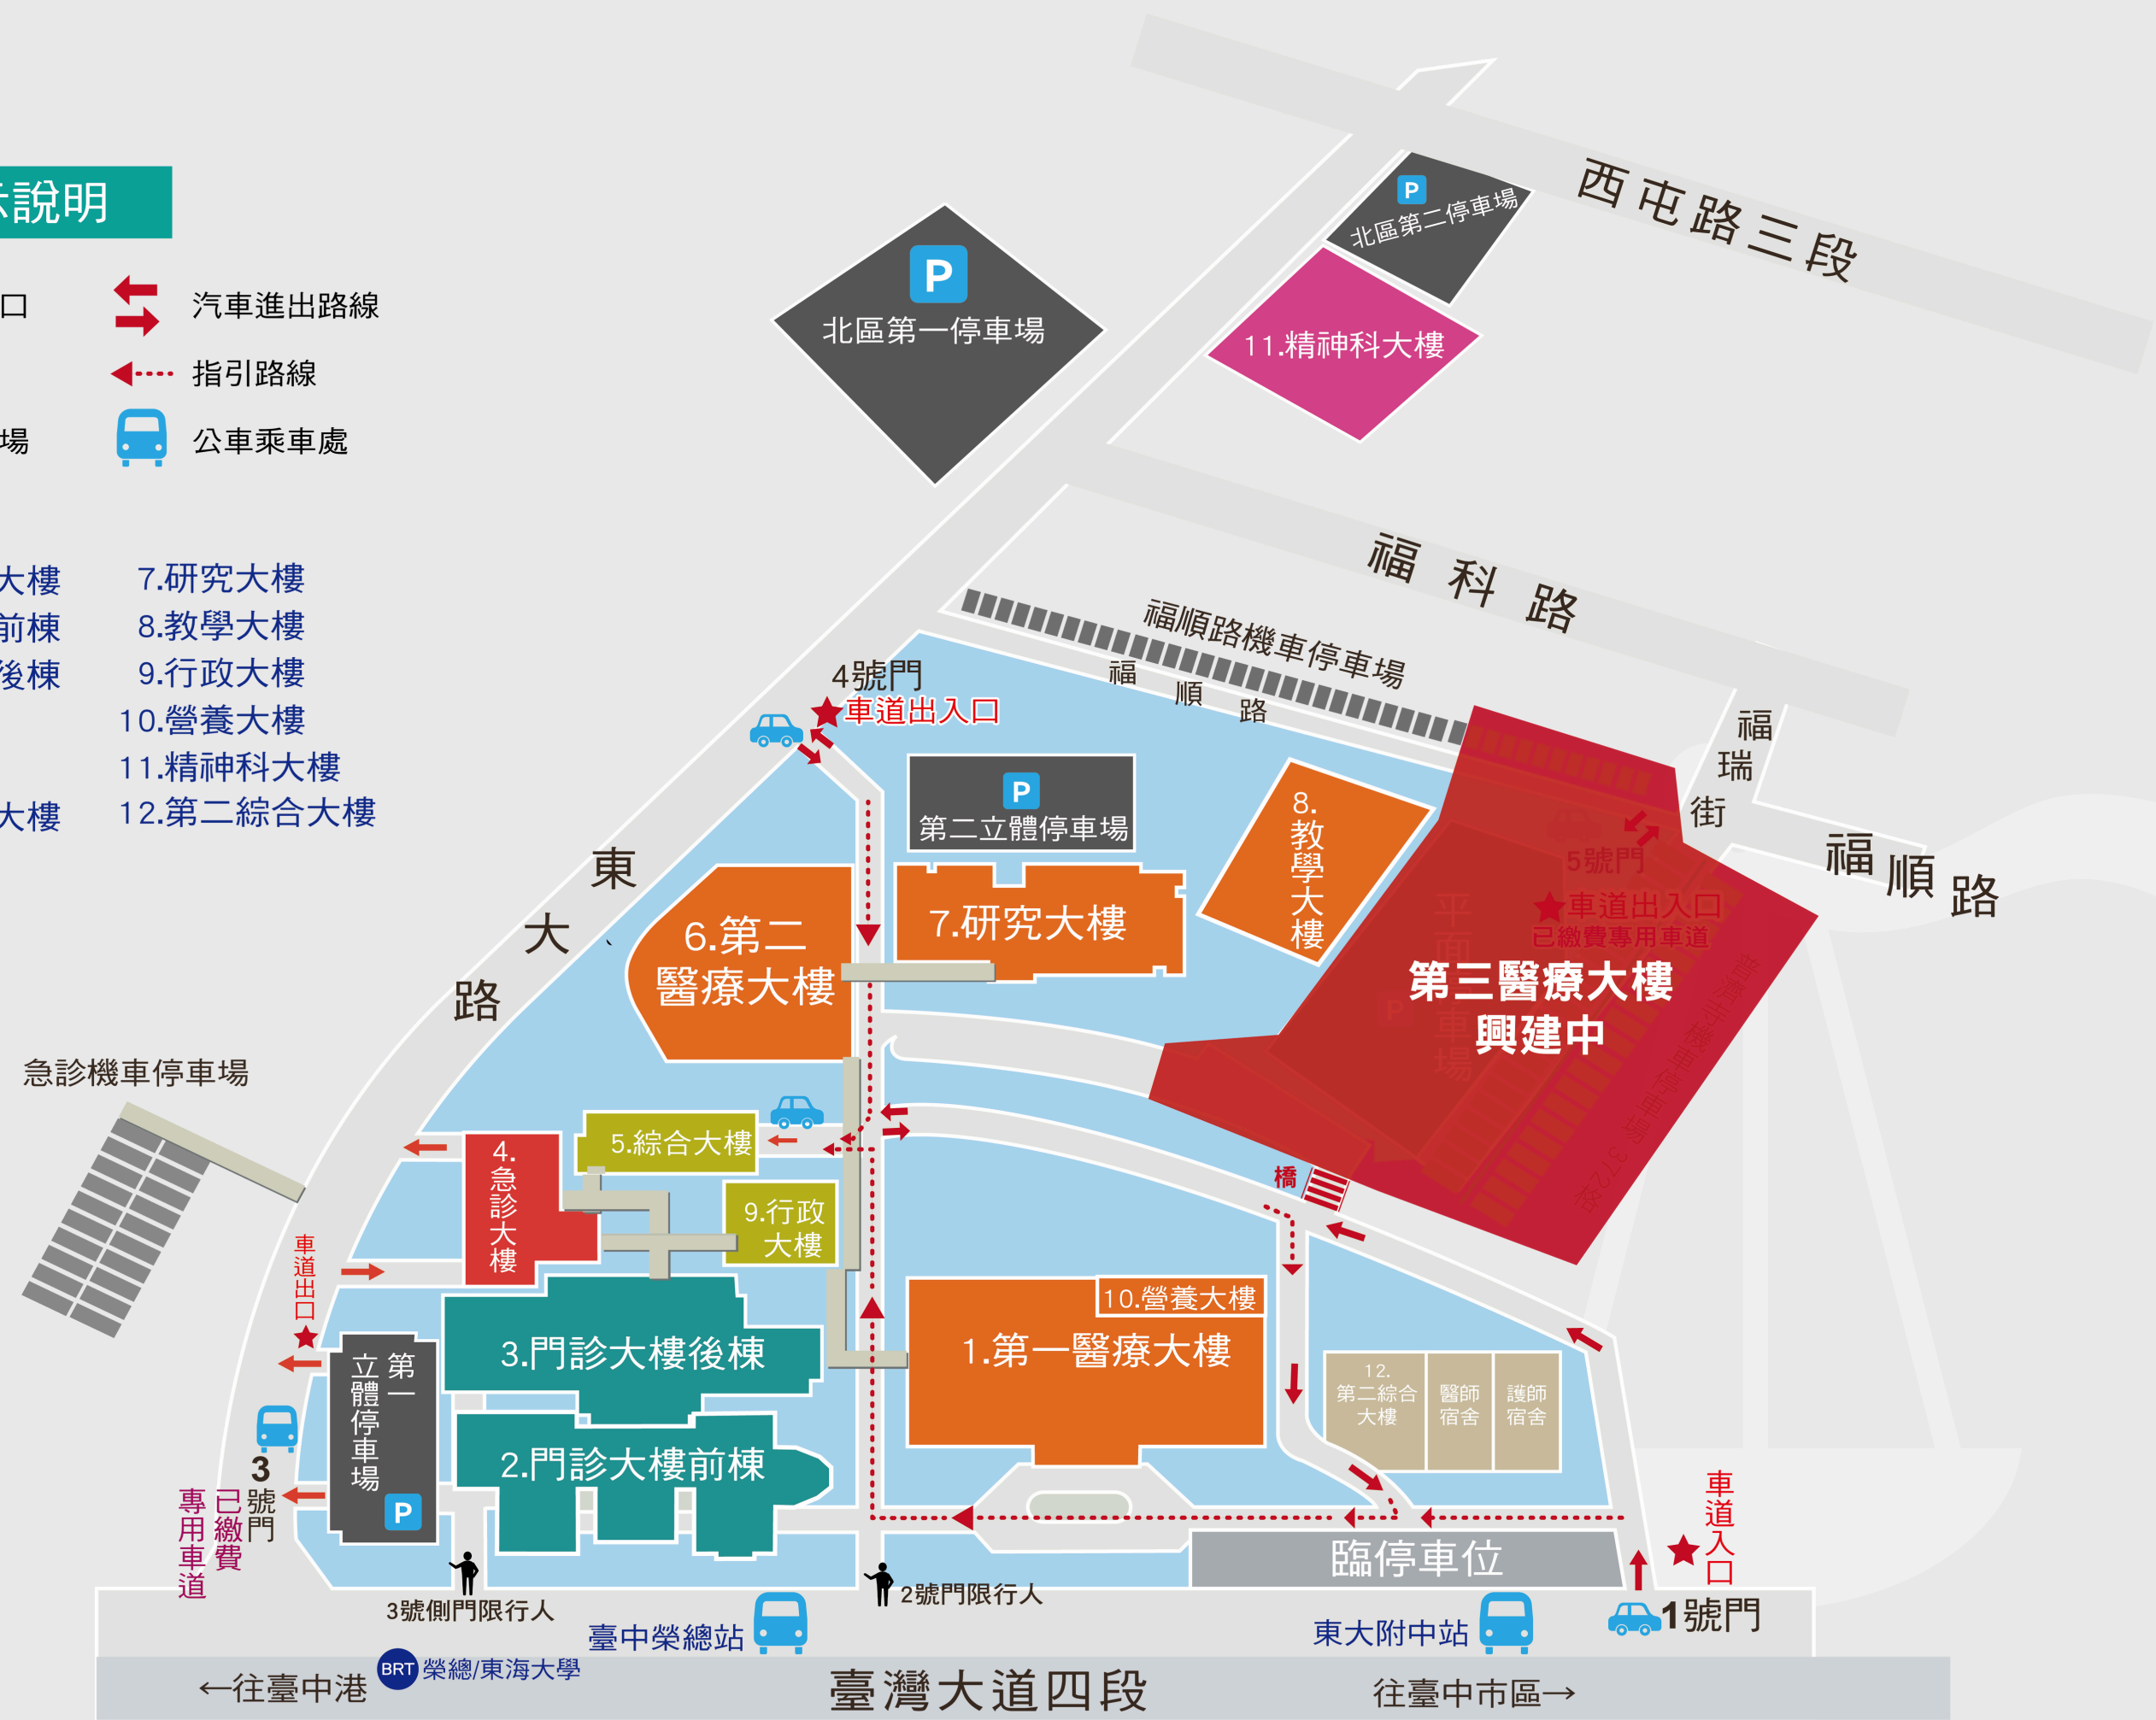 示說明
口
汽車進出路線
指引路線
場
公車乘車處
大樓
7.研究大樓
前棟
8.教學大樓
後棟
9.行政大樓
10.營養大樓
11.精神科大樓
大樓
12.第二綜合大樓
西屯路三段
P
北區第二停車場
P
北區第一停車場
11.精神科大樓
福科路
福順路機車停車場
福順路
福瑞街
福順路
4號門
車道出入口
P
第二立體停車場
8.教學大樓
5號門
車道出入口
已繳費專用車道
平面
車場
P
第三醫療大樓
興建中
普濟寺機車停車場 372格
東大路
6.第二
醫療大樓
7.研究大樓
急診機車停車場
4.急診大樓
5.綜合大樓
9.行政
大樓
橋
車道出口
第一
立體停車場
P
3.門診大樓後棟
2.門診大樓前棟
10.營養大樓
1.第一醫療大樓
12.
第二綜合
大樓
醫師
宿舍
護師
宿舍
3號門
已繳費
專用車道
臨停車位
車道入口
1號門
3號側門限行人
2號門限行人
臺中榮總站
東大附中站
BRT
榮總/東海大學
←往臺中港
臺灣大道四段
往臺中市區→